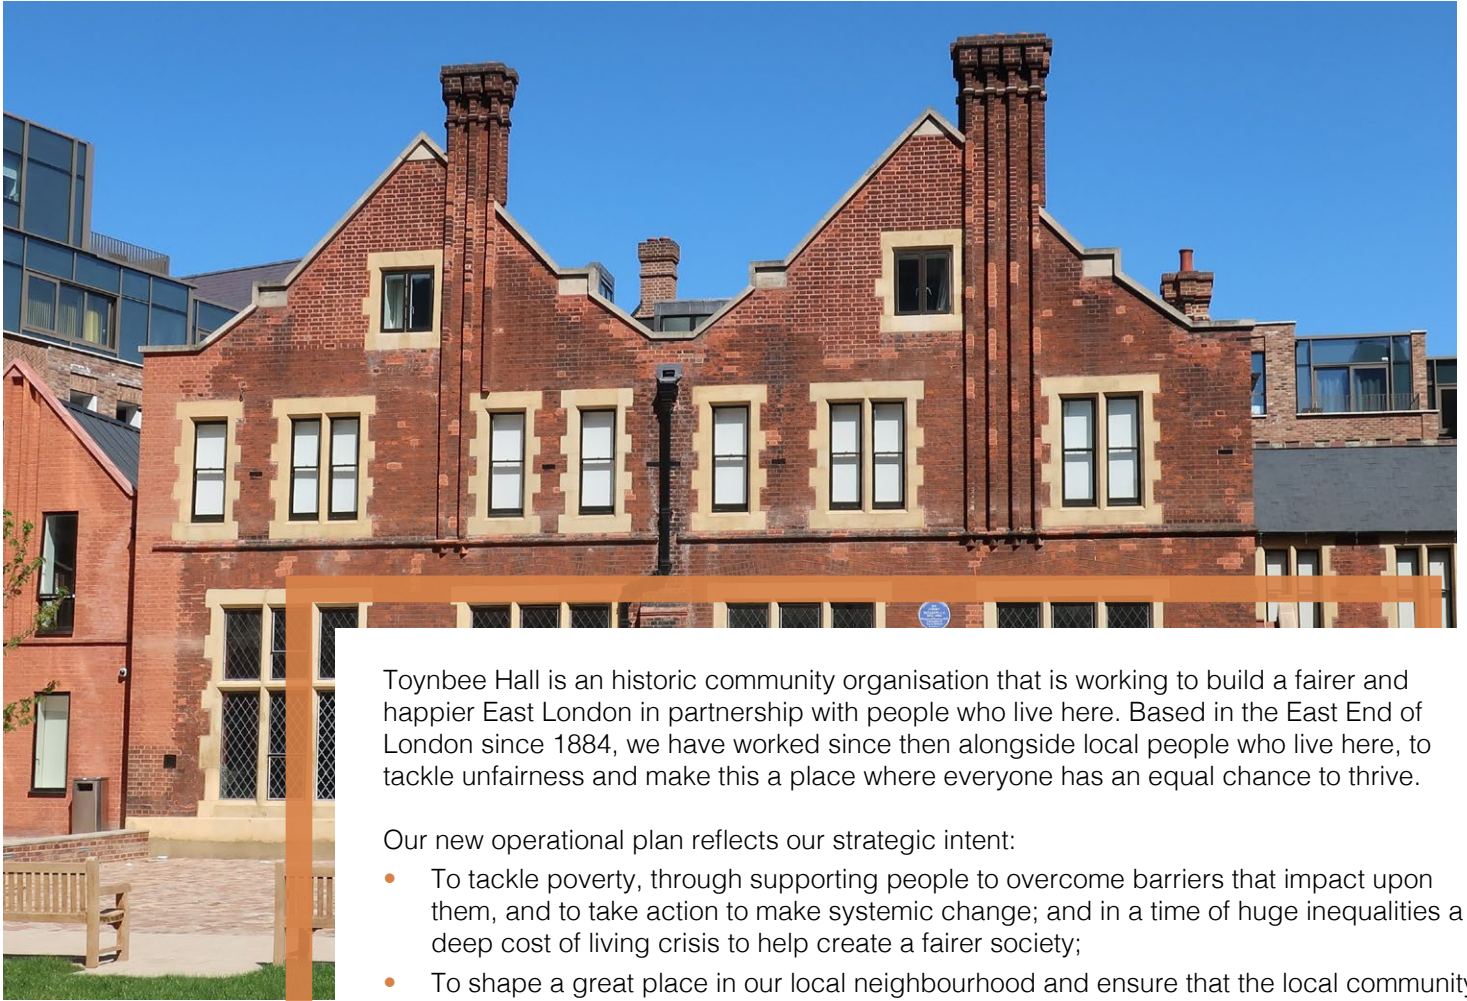 Toynbee Hall is an historic community organisation that is working to build a fairer and
happier East London in partnership with people who live here. Based in the East End of
London since 1884, we have worked since then alongside local people who live here, to
tackle unfairness and make this a place where everyone has an equal chance to thrive.
Our new operational plan reflects our strategic intent:
• To tackle poverty, through supporting people to overcome barriers that impact upon
them, and to take action to make systemic change; and in a time of huge inequalities a
deep cost of living crisis to help create a fairer society;
• To shape a great place in our local neighbourhood and ensure that the local community